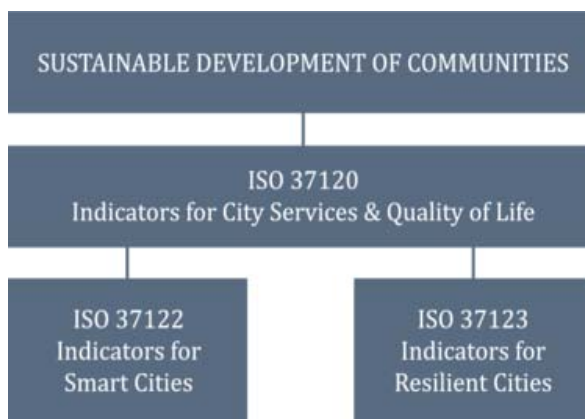 SUSTAINABLE DEVELOPMENT OF COMMUNITIES
ISO 37120
Indicators for City Services & Quality of Life
ISO 37122
Indicators for
Smart Cities
ISO 37123
Indicators for
Resilient Cities